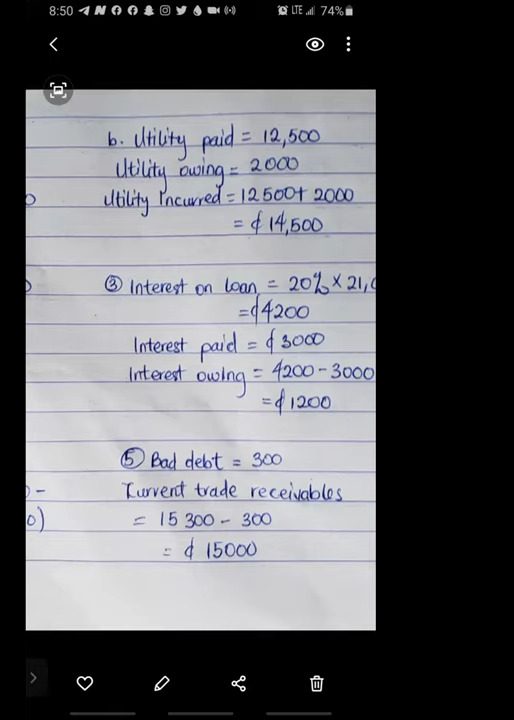 8:50 LTE 74%
b. Utility paid = 12,500
Utility owing = 2000
Utility Incurred = 12500 + 2000
= ₵ 14,500
③ Interest on loan = 20% × 21,0
= ₵4200
Interest paid = ₵ 3000
Interest owing = 4200 - 3000
= ₵ 1200
⑤ Bad debt = 300
) - Current trade receivables
0) = 15 300 - 300
= ₵ 15000